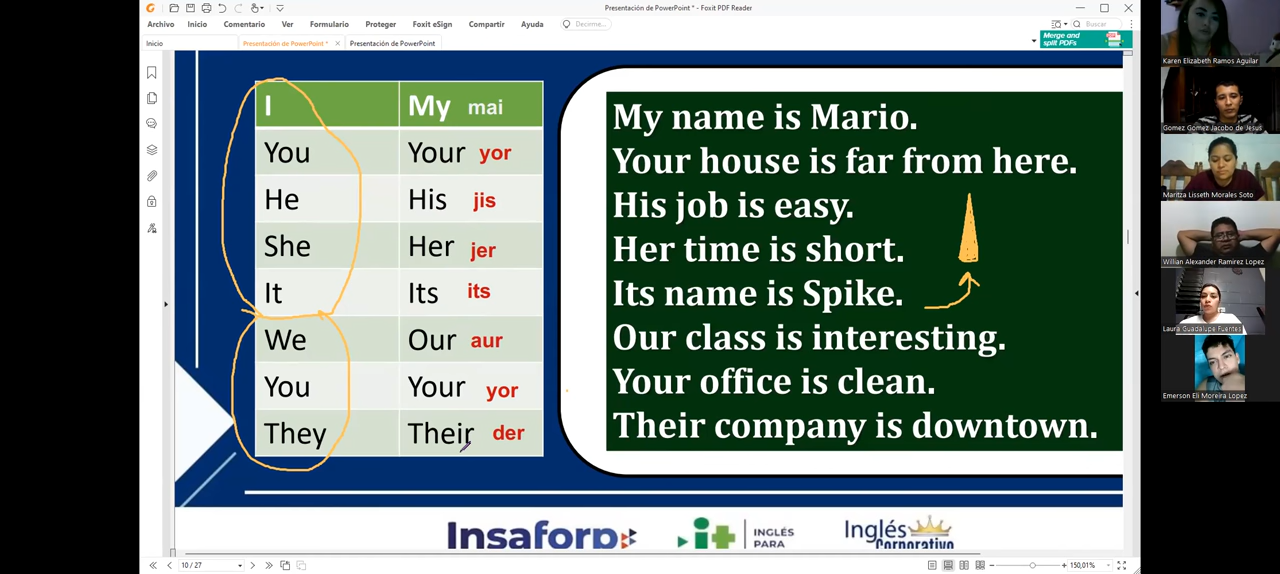 Presentación de PowerPoint * - Foxit PDF Reader
Archivo Inicio Comentario Ver Formulario Proteger Foxit eSign Compartir Ayuda Decirme... Buscar
Inicio Presentación de PowerPoint * × Presentación de PowerPoint
Merge and
split PDFs
I My mai
You Your yor
He His jis
She Her jer
It Its its
We Our aur
You Your yor
They Their der
My name is Mario.
Your house is far from here.
His job is easy.
Her time is short.
Its name is Spike.
Our class is interesting.
Your office is clean.
Their company is downtown.
Insaforp
it
INGLÉS
PARA
Inglés
Corporativo
10 / 27
150,01%
Karen Elizabeth Ramos Aguilar
Gomez Gomez Jacobo de Jesus
Maritza Lisseth Morales Soto
Willian Alexander Ramirez Lopez
Laura Guadalupe Fuentes
Emerson Eli Moreira Lopez